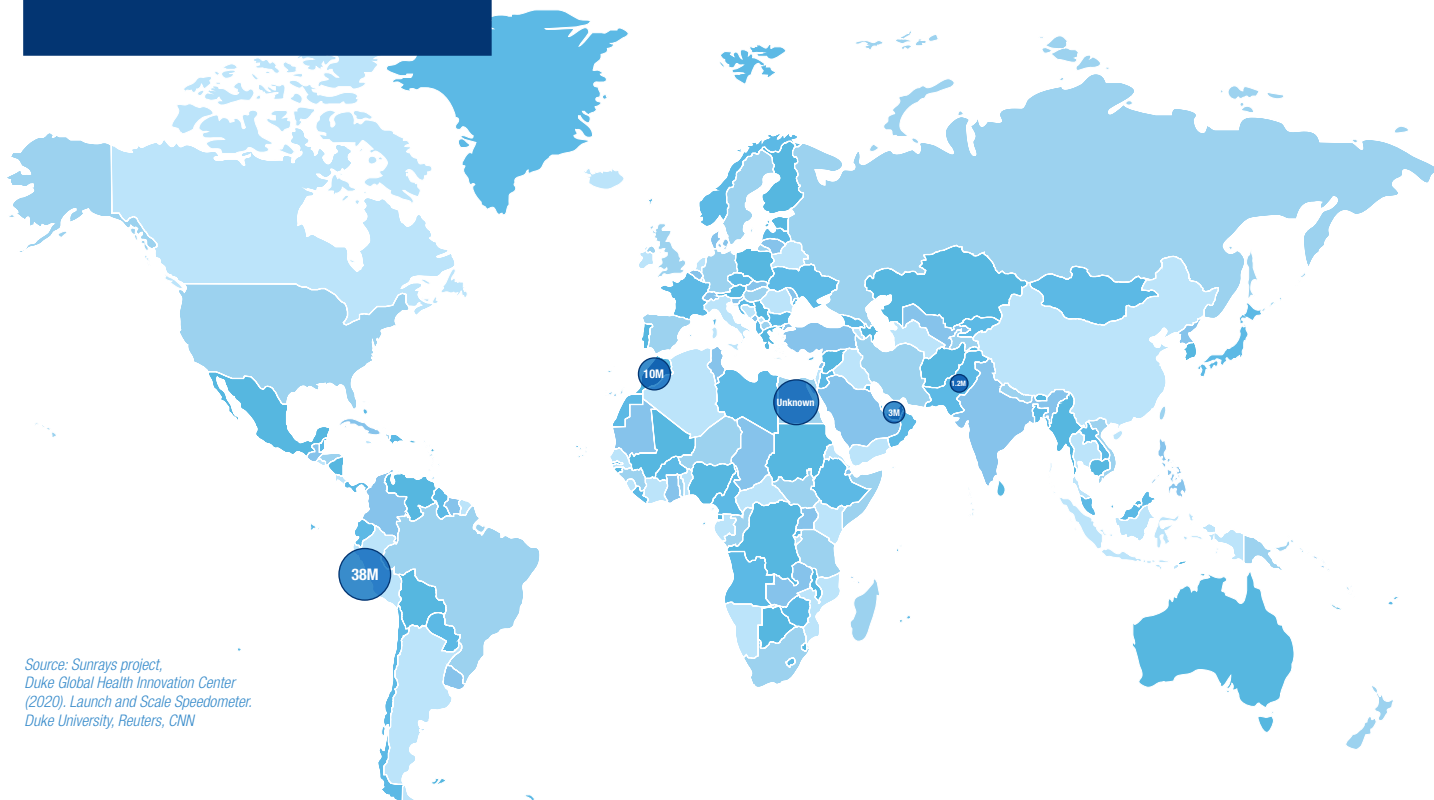 10M
1.2M
Unknown
3M
38M
Source: Sunrays project,
Duke Global Health Innovation Center
(2020). Launch and Scale Speedometer.
Duke University, Reuters, CNN